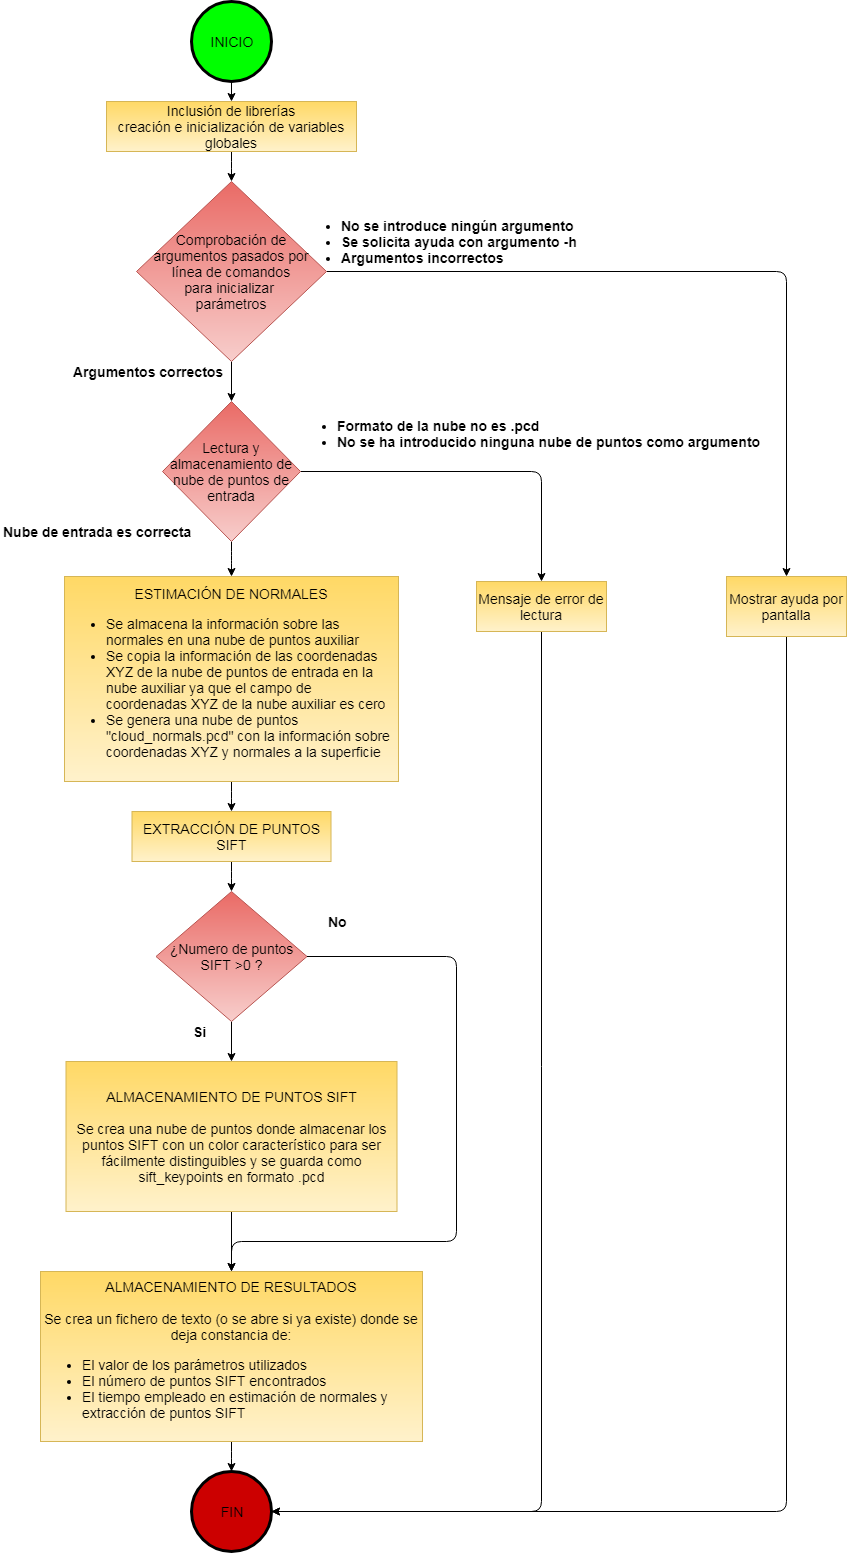 INICIO
Inclusión de librerías
creación e inicialización de variables
globales
Comprobación de
argumentos pasados por
línea de comandos
para inicializar
parámetros
No se introduce ningún argumento
Se solicita ayuda con argumento -h
Argumentos incorrectos
Argumentos correctos
Lectura y
almacenamiento de
nube de puntos de
entrada
Formato de la nube no es .pcd
No se ha introducido ninguna nube de puntos como argumento
Nube de entrada es correcta
ESTIMACIÓN DE NORMALES
Se almacena la información sobre las
normales en una nube de puntos auxiliar
Se copia la información de las coordenadas
XYZ de la nube de puntos de entrada en la
nube auxiliar ya que el campo de
coordenadas XYZ de la nube auxiliar es cero
Se genera una nube de puntos
"cloud_normals.pcd" con la información sobre
coordenadas XYZ y normales a la superficie
Mensaje de error de
lectura
Mostrar ayuda por
pantalla
EXTRACCIÓN DE PUNTOS
SIFT
¿Numero de puntos
SIFT >0 ?
No
Si
ALMACENAMIENTO DE PUNTOS SIFT
Se crea una nube de puntos donde almacenar los
puntos SIFT con un color característico para ser
fácilmente distinguibles y se guarda como
sift_keypoints en formato .pcd
ALMACENAMIENTO DE RESULTADOS
Se crea un fichero de texto (o se abre si ya existe) donde se
deja constancia de:
El valor de los parámetros utilizados
El número de puntos SIFT encontrados
El tiempo empleado en estimación de normales y
extracción de puntos SIFT
FIN